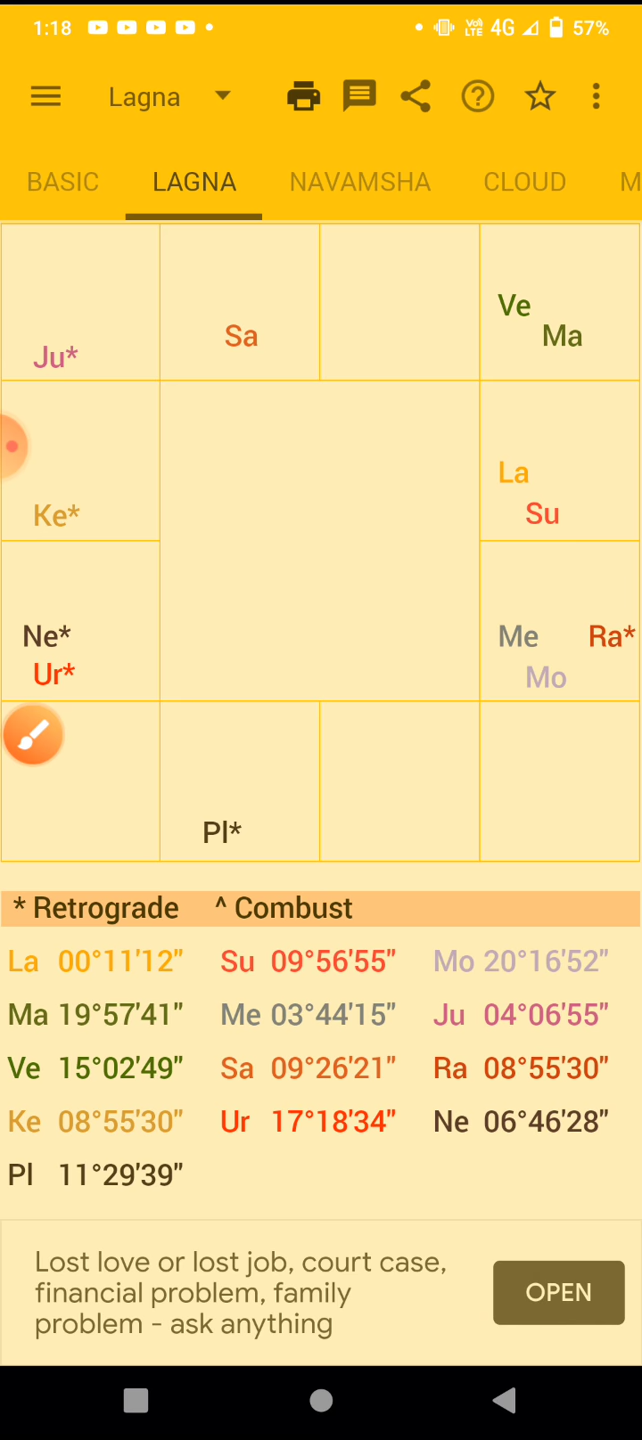 1:18 VoLTE 4G 57%
Lagna
BASIC LAGNA NAVAMSHA CLOUD M
Ve
Ju* Sa Ma
La
Ke* Su
Ne* Me Ra*
Ur* Mo
Pl*
* Retrograde ^ Combust
La 00°11'12" Su 09°56'55" Mo 20°16'52"
Ma 19°57'41" Me 03°44'15" Ju 04°06'55"
Ve 15°02'49" Sa 09°26'21" Ra 08°55'30"
Ke 08°55'30" Ur 17°18'34" Ne 06°46'28"
Pl 11°29'39"
Lost love or lost job, court case,
financial problem, family
problem - ask anything
OPEN